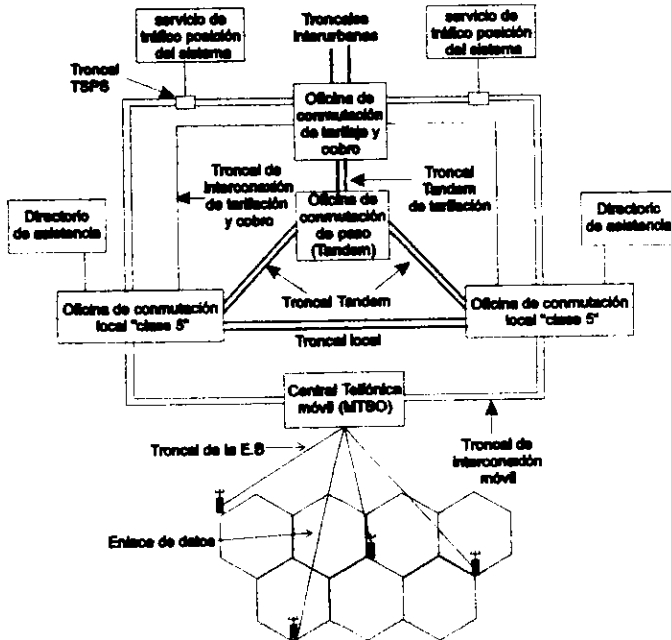 servicio de
tráfico posición
del sistema
Troncales
Interurbanas
servicio de
tráfico posición
del sistema
Troncal
TSPS
Oficina de
conmutación
de tarifaje y
cobro
Troncal de
interconexión
de tarifación
y cobro
Troncal
Tandem
de tarifación
Directorio
de asistencia
Oficina de
conmutación
de paso
(Tandem)
Directorio
de asistencia
Oficina de conmutación
local "clase 5"
Troncal Tandem
Oficina de conmutación
local "clase 5"
Troncal local
Central Telfónica
móvil (MTSO)
Troncal de la E.B
Troncal de
interconexión
móvil
Enlace de datos